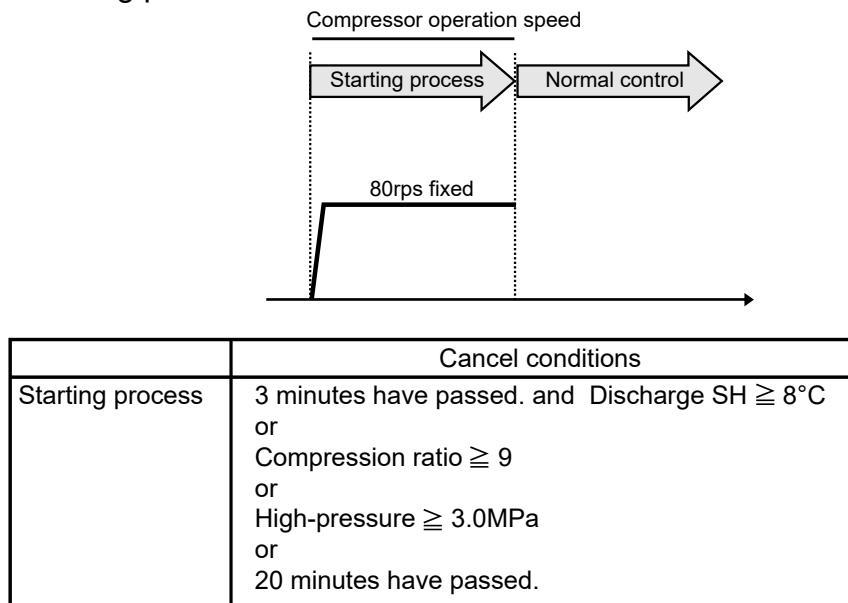 Compressor operation speed
Starting process
Normal control
80rps fixed
Cancel conditions
Starting process
3 minutes have passed. and Discharge SH ≧ 8°C
or
Compression ratio ≧ 9
or
High-pressure ≧ 3.0MPa
or
20 minutes have passed.